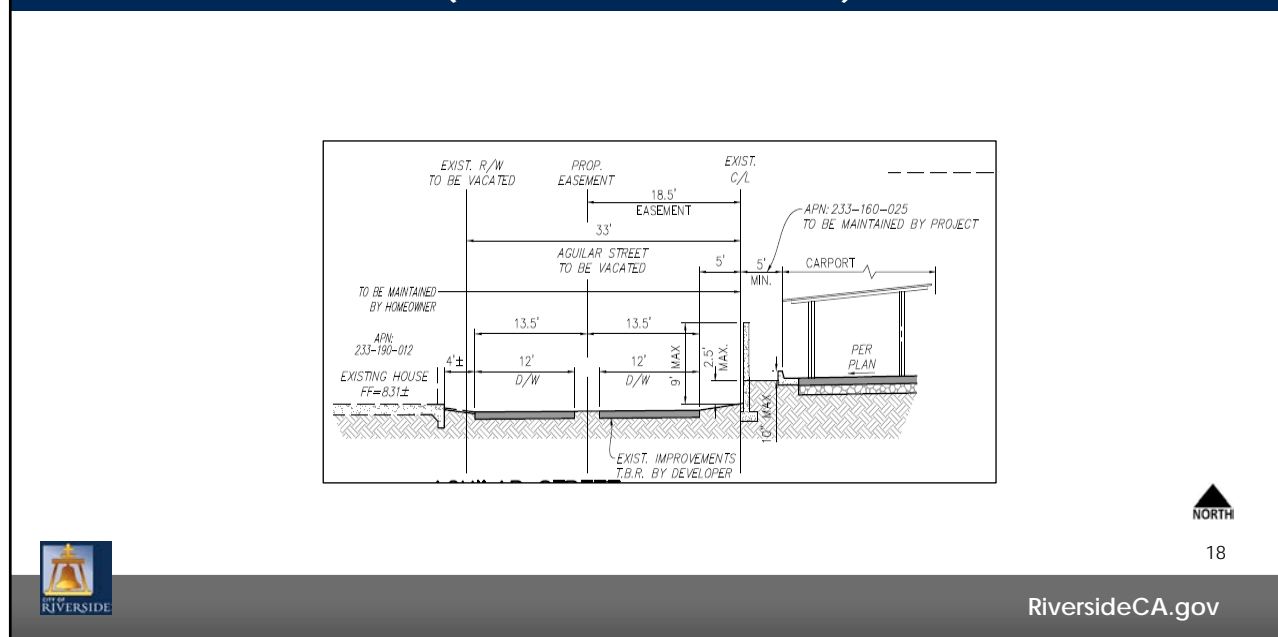 EXIST. R/W
TO BE VACATED
PROP.
EASEMENT
EXIST.
C/L
18.5'
EASEMENT
33'
AGUILAR STREET
TO BE VACATED
5'
5'
MIN.
APN: 233-160-025
TO BE MAINTAINED BY PROJECT
CARPORT
TO BE MAINTAINED
BY HOMEOWNER
13.5'
13.5'
APN:
233-190-012
4'±
12'
D/W
12'
D/W
9' MAX
2.5'
MAX.
EXISTING HOUSE
FF=831±
PER
PLAN
10" MAX
EXIST. IMPROVEMENTS
T.B.R. BY DEVELOPER
NORTH
18
CITY OF
RIVERSIDE
RiversideCA.gov